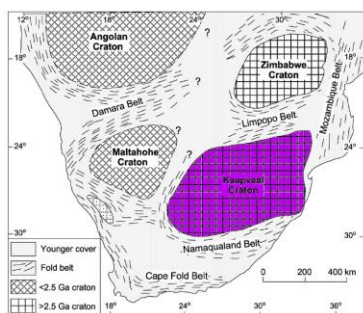 12° 18° 24° 30°
Angolan
Craton
?
Zimbabwe
Craton
18°
Damara Belt
?
Limpopo Belt
Mozambique Belt
24°
Maltahohe
Craton
?
Kaapvaal
Craton
24°
30°
Namaqualand Belt
30°
Younger cover
Fold belt
<2.5 Ga craton
>2.5 Ga craton
Cape Fold Belt
0 200 400 km
18° 24° 30° 36°